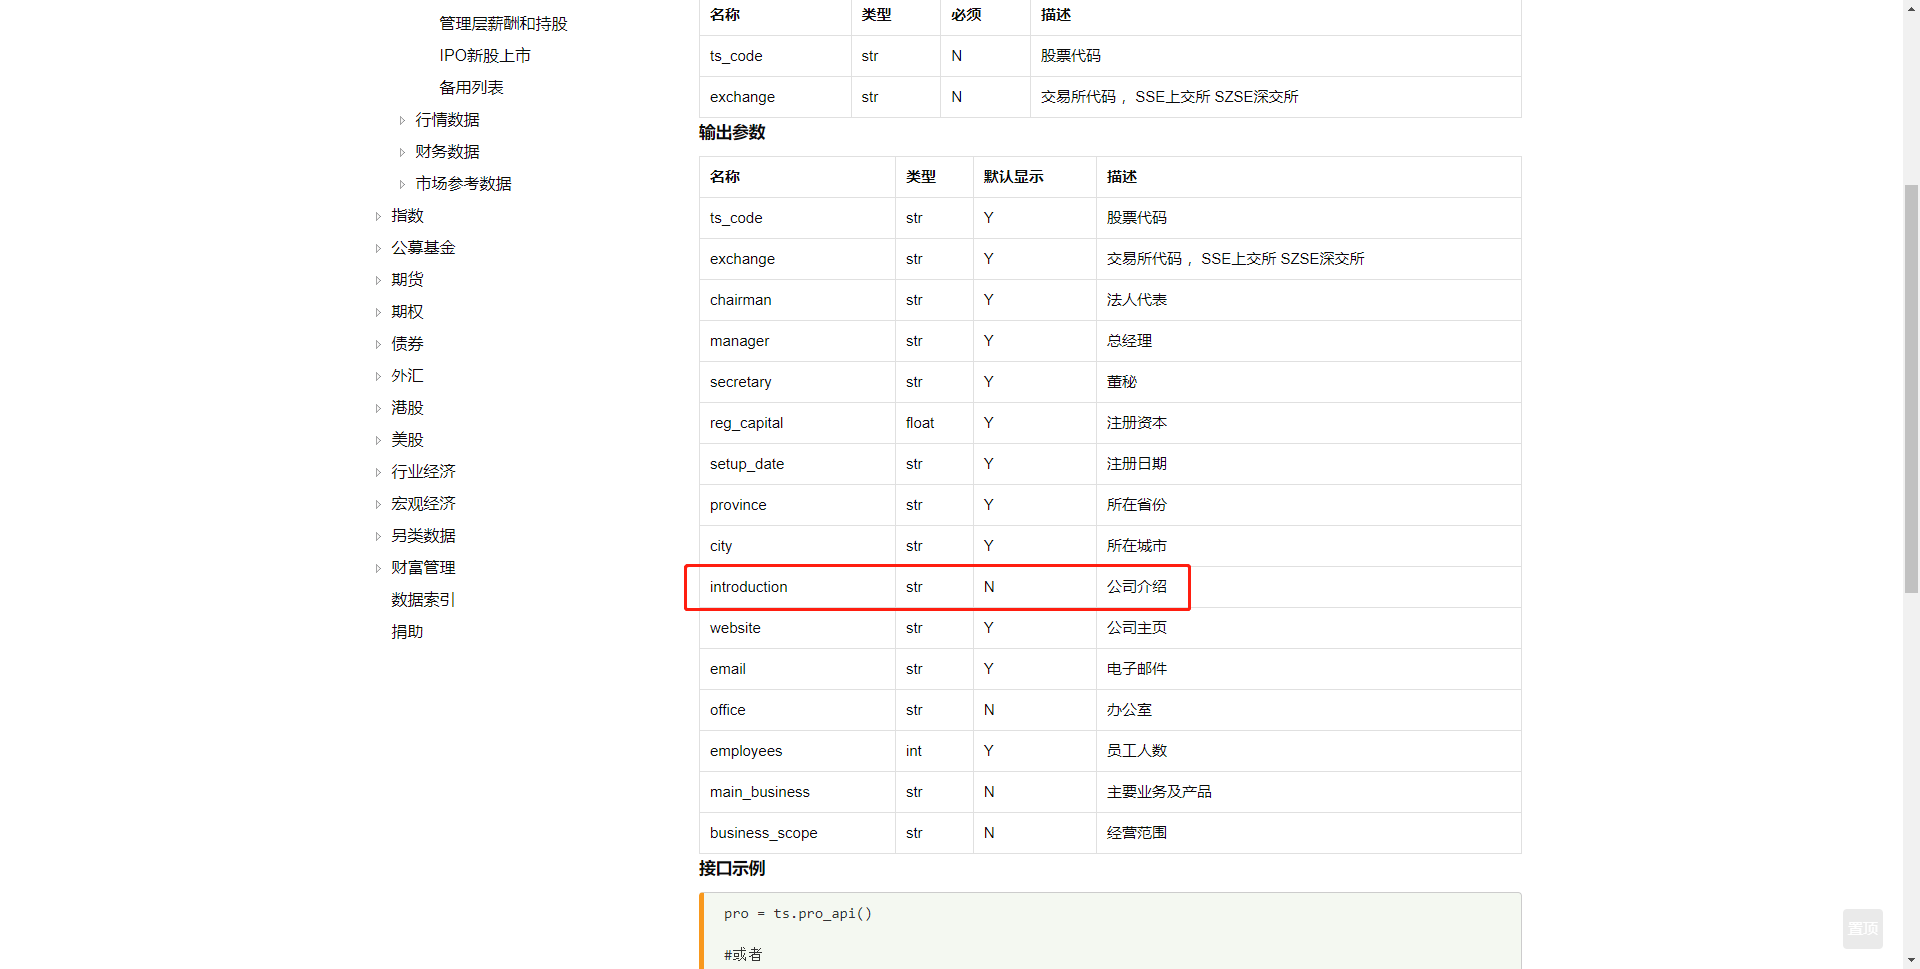 管理层薪酬和持股
IPO新股上市
备用列表
行情数据
财务数据
市场参考数据
指数
公募基金
期货
期权
债券
外汇
港股
美股
行业经济
宏观经济
另类数据
财富管理
数据索引
捐助
名称 类型 必须 描述
ts_code str N 股票代码
exchange str N 交易所代码 ，SSE上交所 SZSE深交所
输出参数
名称 类型 默认显示 描述
ts_code str Y 股票代码
exchange str Y 交易所代码 ，SSE上交所 SZSE深交所
chairman str Y 法人代表
manager str Y 总经理
secretary str Y 董秘
reg_capital float Y 注册资本
setup_date str Y 注册日期
province str Y 所在省份
city str Y 所在城市
introduction str N 公司介绍
website str Y 公司主页
email str Y 电子邮件
office str N 办公室
employees int Y 员工人数
main_business str N 主要业务及产品
business_scope str N 经营范围
接口示例
pro = ts.pro_api()
#或者
置顶